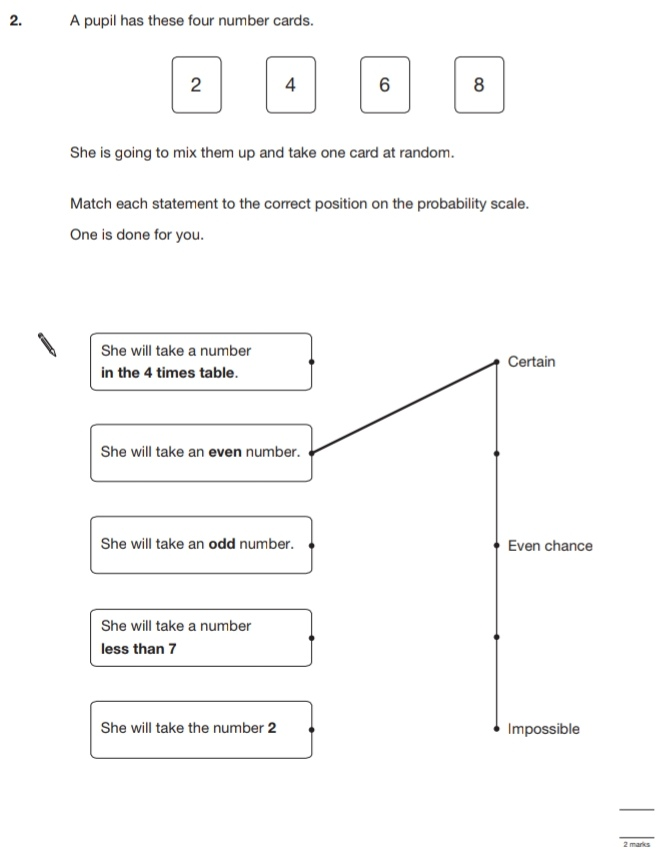 2. A pupil has these four number cards.
2 4 6 8
She is going to mix them up and take one card at random.
Match each statement to the correct position on the probability scale.
One is done for you.
She will take a number
in the 4 times table.
Certain
She will take an even number.
She will take an odd number.
Even chance
She will take a number
less than 7
She will take the number 2
Impossible
2 marks